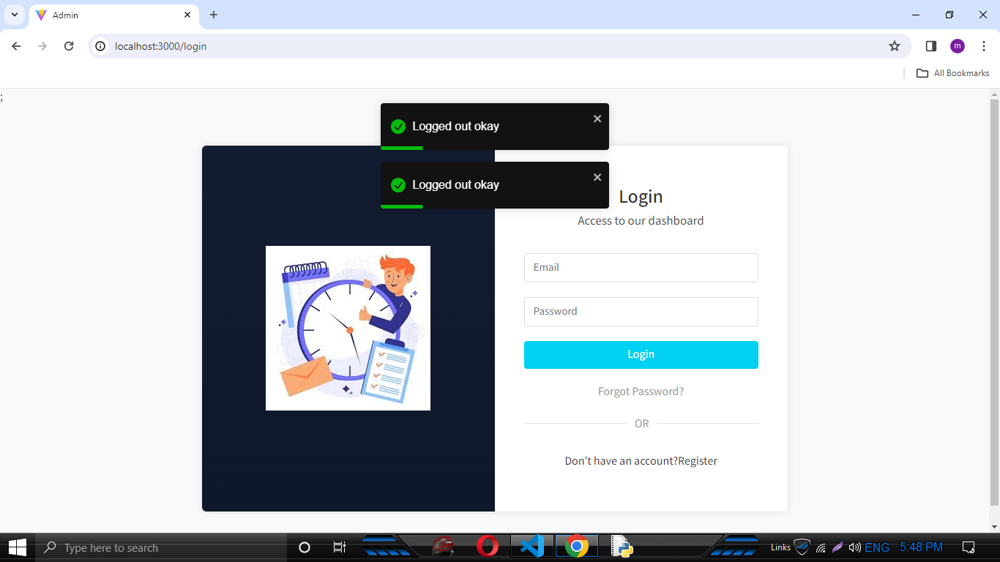 Admin
localhost:3000/login
m
All Bookmarks
;
Logged out okay
Logged out okay
Login
Access to our dashboard
Email
Password
Login
Forgot Password?
OR
Don’t have an account?Register
Type here to search
Links
ENG
5:48 PM